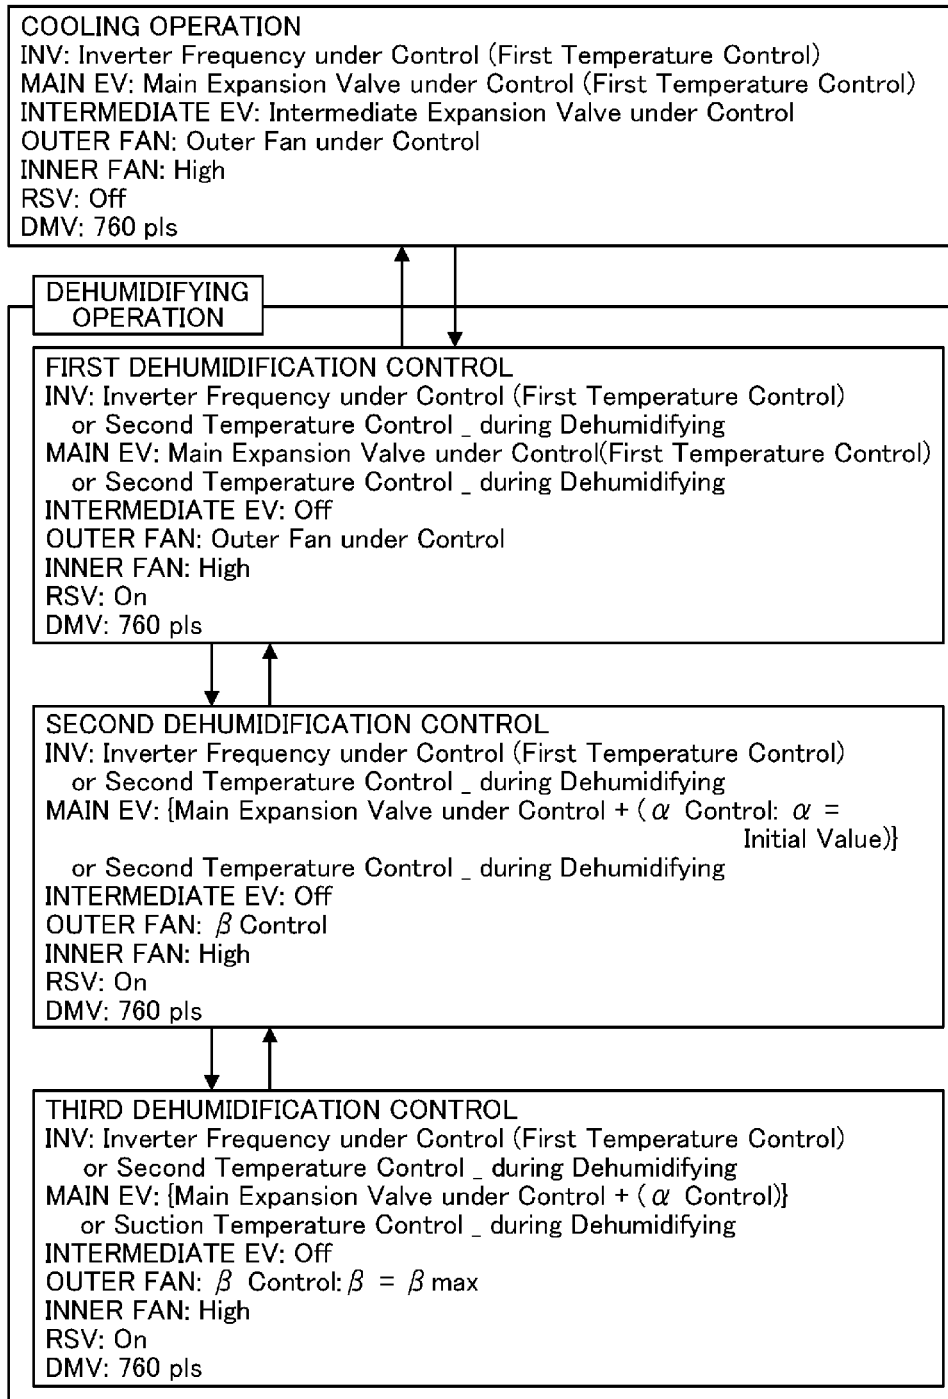 COOLING OPERATION
INV: Inverter Frequency under Control (First Temperature Control)
MAIN EV: Main Expansion Valve under Control (First Temperature Control)
INTERMEDIATE EV: Intermediate Expansion Valve under Control
OUTER FAN: Outer Fan under Control
INNER FAN: High
RSV: Off
DMV: 760 pls
DEHUMIDIFYING
OPERATION
FIRST DEHUMIDIFICATION CONTROL
INV: Inverter Frequency under Control (First Temperature Control)
or Second Temperature Control _ during Dehumidifying
MAIN EV: Main Expansion Valve under Control(First Temperature Control)
or Second Temperature Control _ during Dehumidifying
INTERMEDIATE EV: Off
OUTER FAN: Outer Fan under Control
INNER FAN: High
RSV: On
DMV: 760 pls
SECOND DEHUMIDIFICATION CONTROL
INV: Inverter Frequency under Control (First Temperature Control)
or Second Temperature Control _ during Dehumidifying
MAIN EV: {Main Expansion Valve under Control + (α Control: α =
Initial Value)}
or Second Temperature Control _ during Dehumidifying
INTERMEDIATE EV: Off
OUTER FAN: β Control
INNER FAN: High
RSV: On
DMV: 760 pls
THIRD DEHUMIDIFICATION CONTROL
INV: Inverter Frequency under Control (First Temperature Control)
or Second Temperature Control _ during Dehumidifying
MAIN EV: {Main Expansion Valve under Control + (α Control)}
or Suction Temperature Control _ during Dehumidifying
INTERMEDIATE EV: Off
OUTER FAN: β Control: β = β max
INNER FAN: High
RSV: On
DMV: 760 pls